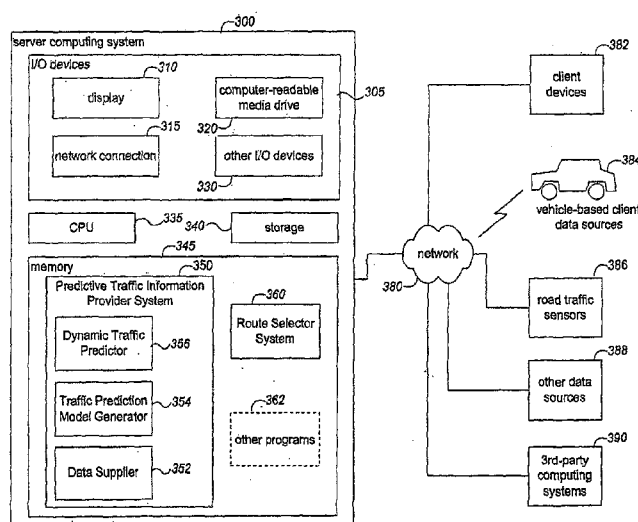 300
server computing system
I/O devices
310
display
computer-readable
media drive
320
305
315
network connection
other I/O devices
330
335
CPU
340
storage
345
memory
350
Predictive Traffic Information
Provider System
356
Dynamic Traffic
Predictor
354
Traffic Prediction
Model Generator
Data Supplier
352
360
Route Selector
System
362
other programs
network
380
382
client
devices
384
vehicle-based client
data sources
386
road traffic
sensors
388
other data
sources
390
3rd-party
computing
systems